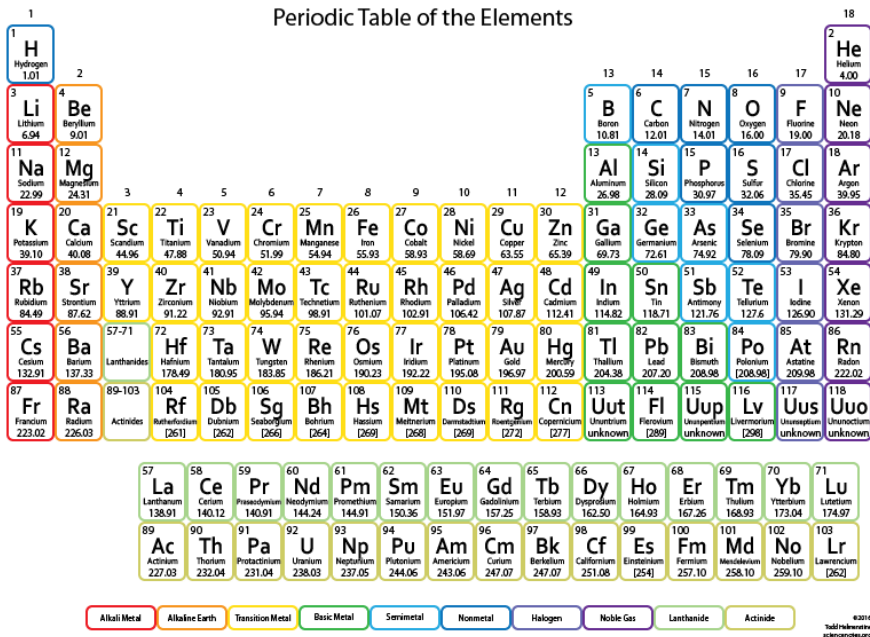 Periodic Table of the Elements
1 18
1 2
H He
Hydrogen Helium
1.01 2 13 14 15 16 17 4.00
3 4 5 6 7 8 9 10
Li Be B C N O F Ne
Lithium Beryllium Boron Carbon Nitrogen Oxygen Fluorine Neon
6.94 9.01 10.81 12.01 14.01 16.00 19.00 20.18
11 12 13 14 15 16 17 18
Na Mg Al Si P S Cl Ar
Sodium Magnesium Aluminum Silicon Phosphorus Sulfur Chlorine Argon
22.99 24.31 3 4 5 6 7 8 9 10 11 12 26.98 28.09 30.97 32.06 35.45 39.95
19 20 21 22 23 24 25 26 27 28 29 30 31 32 33 34 35 36
K Ca Sc Ti V Cr Mn Fe Co Ni Cu Zn Ga Ge As Se Br Kr
Potassium Calcium Scandium Titanium Vanadium Chromium Manganese Iron Cobalt Nickel Copper Zinc Gallium Germanium Arsenic Selenium Bromine Krypton
39.10 40.08 44.96 47.88 50.94 51.99 54.94 55.93 58.93 58.69 63.55 65.39 69.73 72.61 74.92 78.09 79.90 84.80
37 38 39 40 41 42 43 44 45 46 47 48 49 50 51 52 53 54
Rb Sr Y Zr Nb Mo Tc Ru Rh Pd Ag Cd In Sn Sb Te I Xe
Rubidium Strontium Yttrium Zirconium Niobium Molybdenum Technetium Ruthenium Rhodium Palladium Silver Cadmium Indium Tin Antimony Tellurium Iodine Xenon
84.49 87.62 88.91 91.22 92.91 95.94 98.91 101.07 102.91 106.42 107.87 112.41 114.82 118.71 121.76 127.6 126.90 131.29
55 56 57-71 72 73 74 75 76 77 78 79 80 81 82 83 84 85 86
Cs Ba Hf Ta W Re Os Ir Pt Au Hg Tl Pb Bi Po At Rn
Cesium Barium Lanthanides Hafnium Tantalum Tungsten Rhenium Osmium Iridium Platinum Gold Mercury Thallium Lead Bismuth Polonium Astatine Radon
132.91 137.33 178.49 180.95 183.85 186.21 190.23 192.22 195.08 196.97 200.59 204.38 207.20 208.98 [208.98] 209.98 222.02
87 88 89-103 104 105 106 107 108 109 110 111 112 113 114 115 116 117 118
Fr Ra Rf Db Sg Bh Hs Mt Ds Rg Cn Uut Fl Uup Lv Uus Uuo
Francium Radium Actinides Rutherfordium Dubnium Seaborgium Bohrium Hassium Meitnerium Darmstadtium Roentgenium Copernicium Ununtrium Flerovium Ununpentium Livermorium Ununseptium Ununoctium
223.02 226.03 [261] [262] [266] [264] [269] [268] [269] [272] [277] unknown [289] unknown [298] unknown unknown
57 58 59 60 61 62 63 64 65 66 67 68 69 70 71
La Ce Pr Nd Pm Sm Eu Gd Tb Dy Ho Er Tm Yb Lu
Lanthanum Cerium Praseodymium Neodymium Promethium Samarium Europium Gadolinium Terbium Dysprosium Holmium Erbium Thulium Ytterbium Lutetium
138.91 140.12 140.91 144.24 144.91 150.36 151.97 157.25 158.93 162.50 164.93 167.26 168.93 173.04 174.97
89 90 91 92 93 94 95 96 97 98 99 100 101 102 103
Ac Th Pa U Np Pu Am Cm Bk Cf Es Fm Md No Lr
Actinium Thorium Protactinium Uranium Neptunium Plutonium Americium Curium Berkelium Californium Einsteinium Fermium Mendelevium Nobelium Lawrencium
227.03 232.04 231.04 238.03 237.05 244.06 243.06 247.07 247.07 251.08 [254] 257.10 258.10 259.10 [262]
Alkali Metal Alkaline Earth Transition Metal Basic Metal Semimetal Nonmetal Halogen Noble Gas Lanthanide Actinide
©2016
Todd Helmenstine
sciencenotes.org